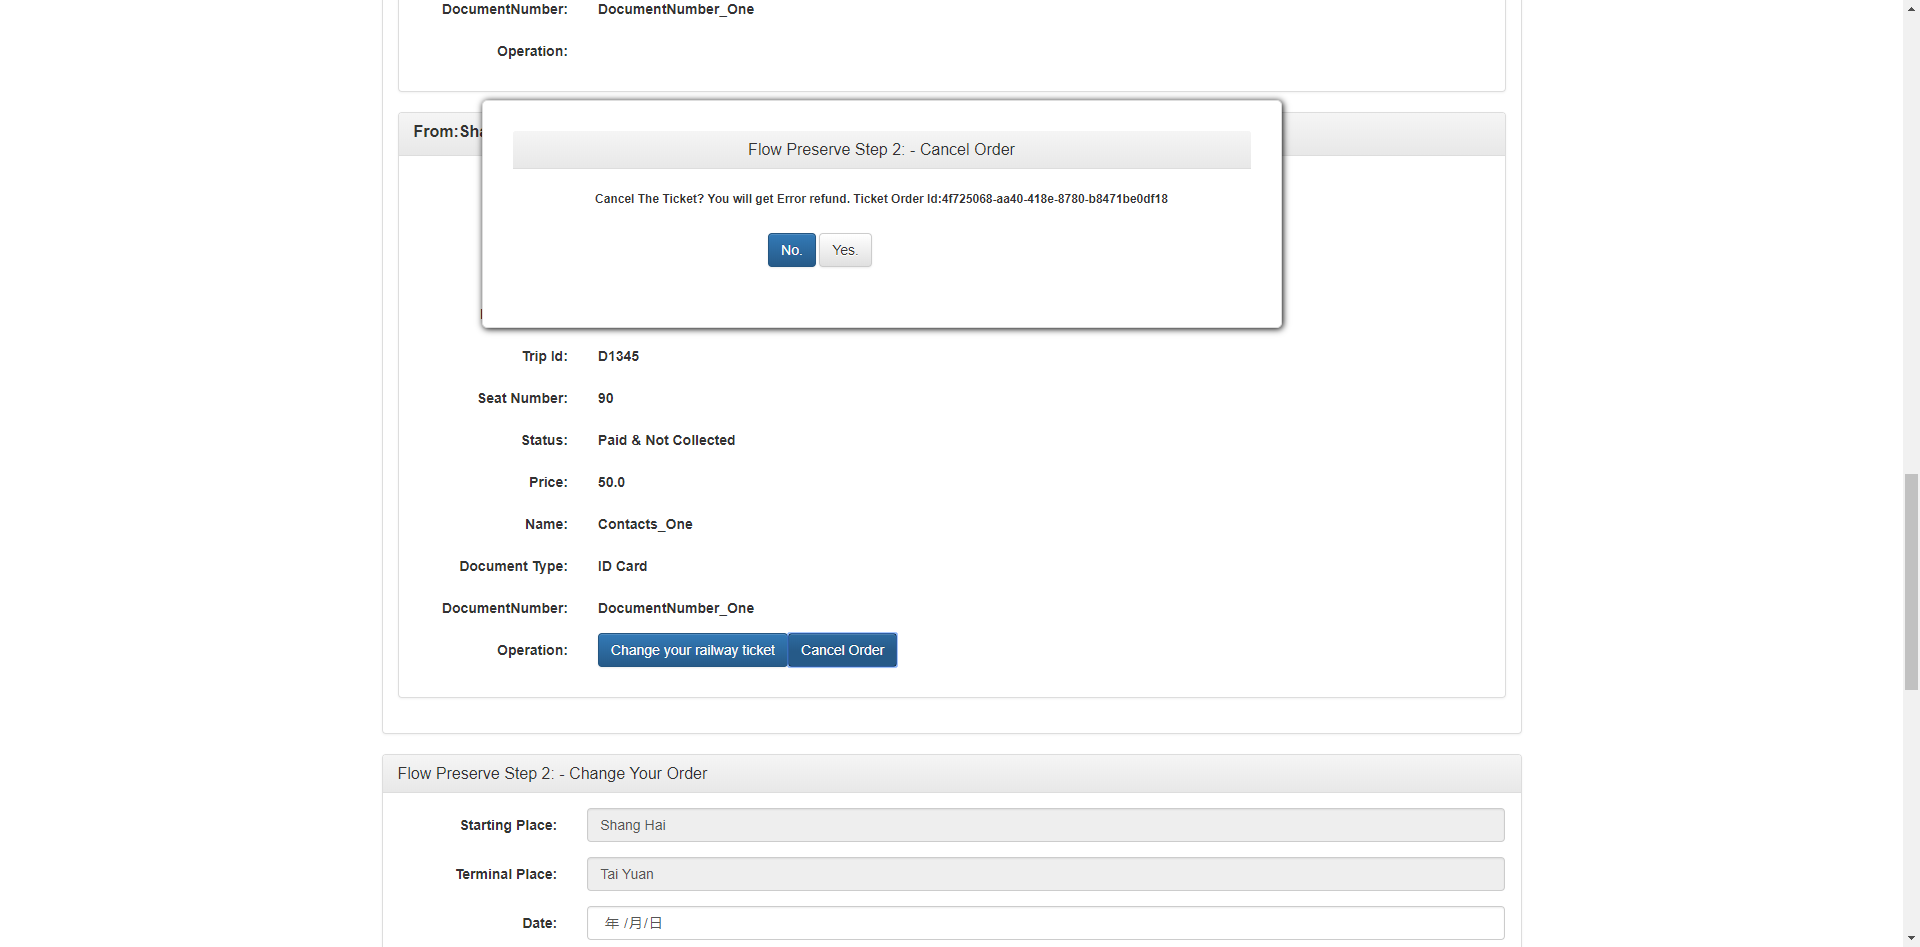 DocumentNumber: DocumentNumber_One
Operation:
From:Sha
Flow Preserve Step 2: - Cancel Order
Cancel The Ticket? You will get Error refund. Ticket Order Id:4f725068-aa40-418e-8780-b8471be0df18
No. Yes.
Trip Id: D1345
Seat Number: 90
Status: Paid & Not Collected
Price: 50.0
Name: Contacts_One
Document Type: ID Card
DocumentNumber: DocumentNumber_One
Operation: Change your railway ticket Cancel Order
Flow Preserve Step 2: - Change Your Order
Starting Place: Shang Hai
Terminal Place: Tai Yuan
Date: 年 /月/日